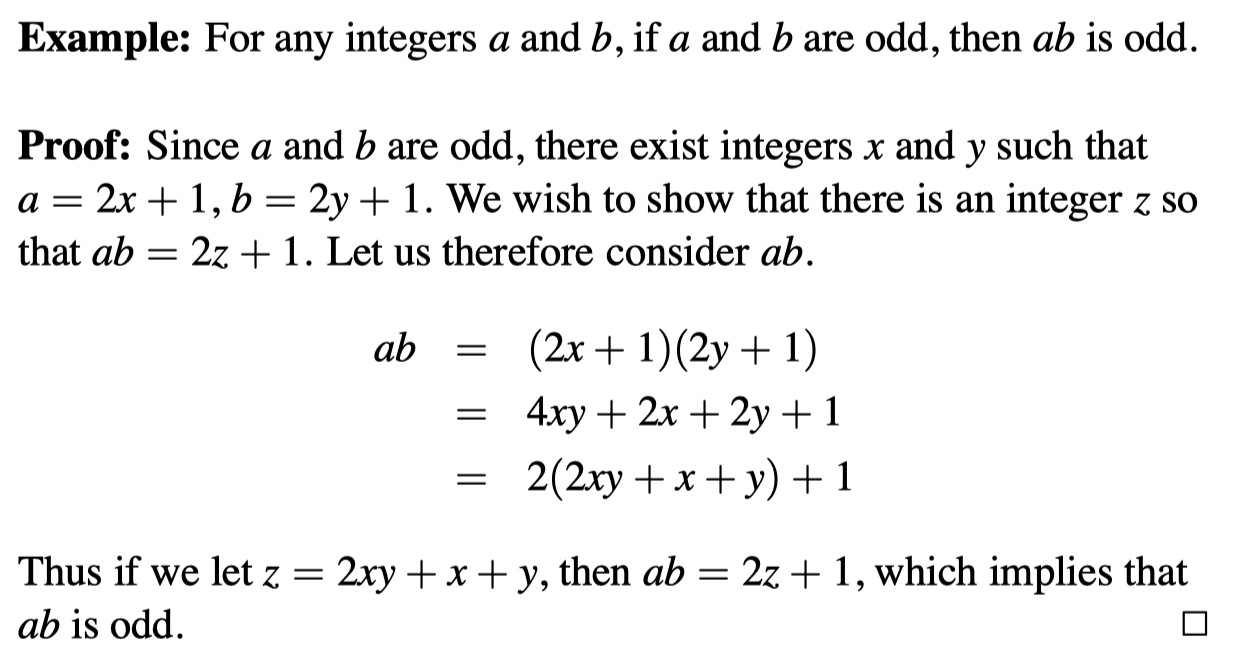 Example: For any integers a and b, if a and b are odd, then ab is odd.
Proof: Since a and b are odd, there exist integers x and y such that
a = 2x + 1, b = 2y + 1. We wish to show that there is an integer z so
that ab = 2z + 1. Let us therefore consider ab.
ab = (2x + 1)(2y + 1)
= 4xy + 2x + 2y + 1
= 2(2xy + x + y) + 1
Thus if we let z = 2xy + x + y, then ab = 2z + 1, which implies that
ab is odd. □